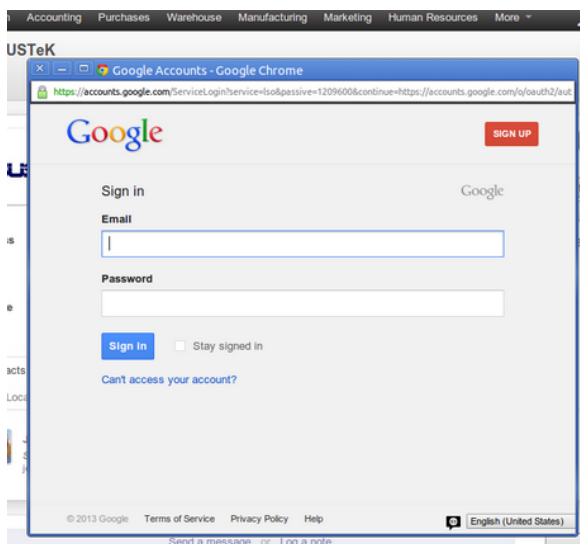 Accounting Purchases Warehouse Manufacturing Marketing Human Resources More
USTeK
Google Accounts - Google Chrome
https://accounts.google.com/ServiceLogin?service=lso&passive=1209600&continue=https://accounts.google.com/o/oauth2/aut
Google
SIGN UP
Sign in
Google
Email
Password
Sign In
Stay signed in
Can't access your account?
© 2013 Google Terms of Service Privacy Policy Help
English (United States)
Send a message or Log a note